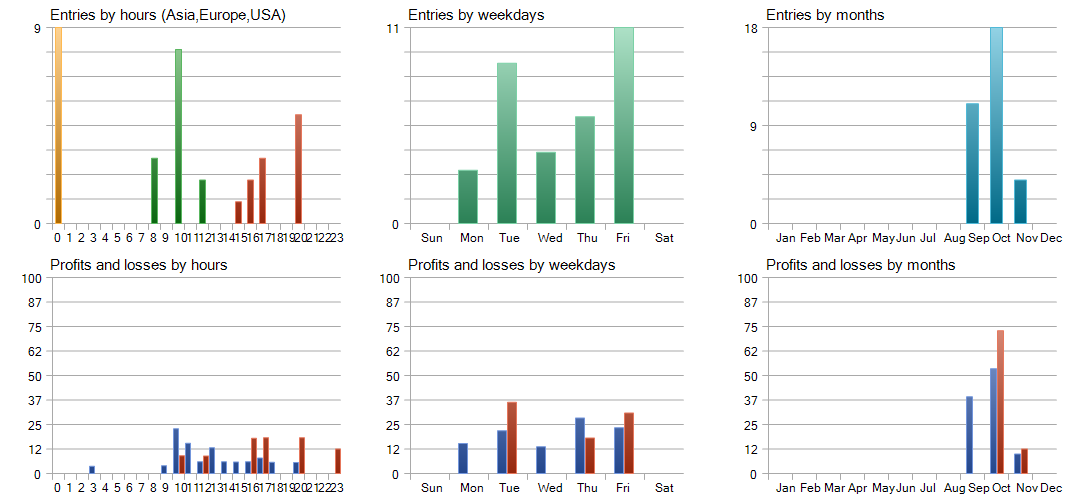 Entries by hours (Asia,Europe,USA)
9
0
0 1 2 3 4 5 6 7 8 9 10 11 12 13 14 15 16 17 18 19 20 21 22 23
Entries by weekdays
11
0
Sun Mon Tue Wed Thu Fri Sat
Entries by months
18
9
0
Jan Feb Mar Apr May Jun Jul Aug Sep Oct Nov Dec
Profits and losses by hours
100
87
75
62
50
37
25
12
0
0 1 2 3 4 5 6 7 8 9 10 11 12 13 14 15 16 17 18 19 20 21 22 23
Profits and losses by weekdays
100
87
75
62
50
37
25
12
0
Sun Mon Tue Wed Thu Fri Sat
Profits and losses by months
100
87
75
62
50
37
25
12
0
Jan Feb Mar Apr May Jun Jul Aug Sep Oct Nov Dec